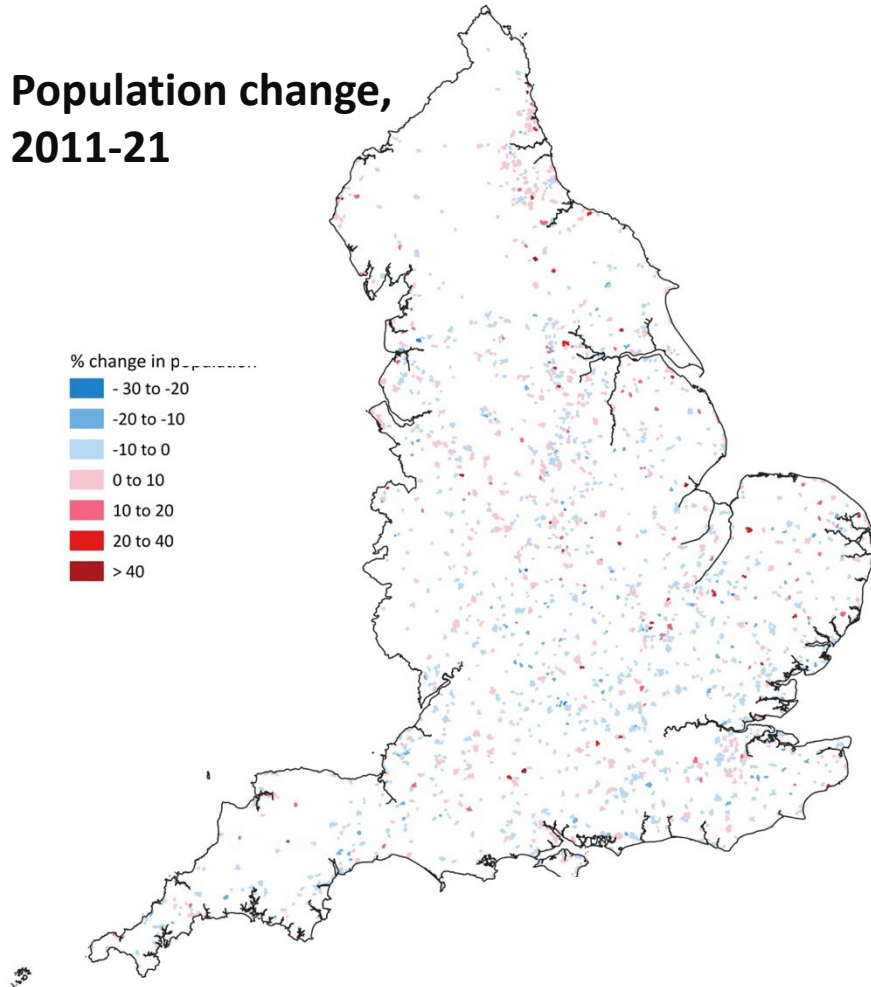 Population change,
2011-21
% change in
- 30 to -20
-20 to -10
-10 to 0
0 to 10
10 to 20
20 to 40
> 40